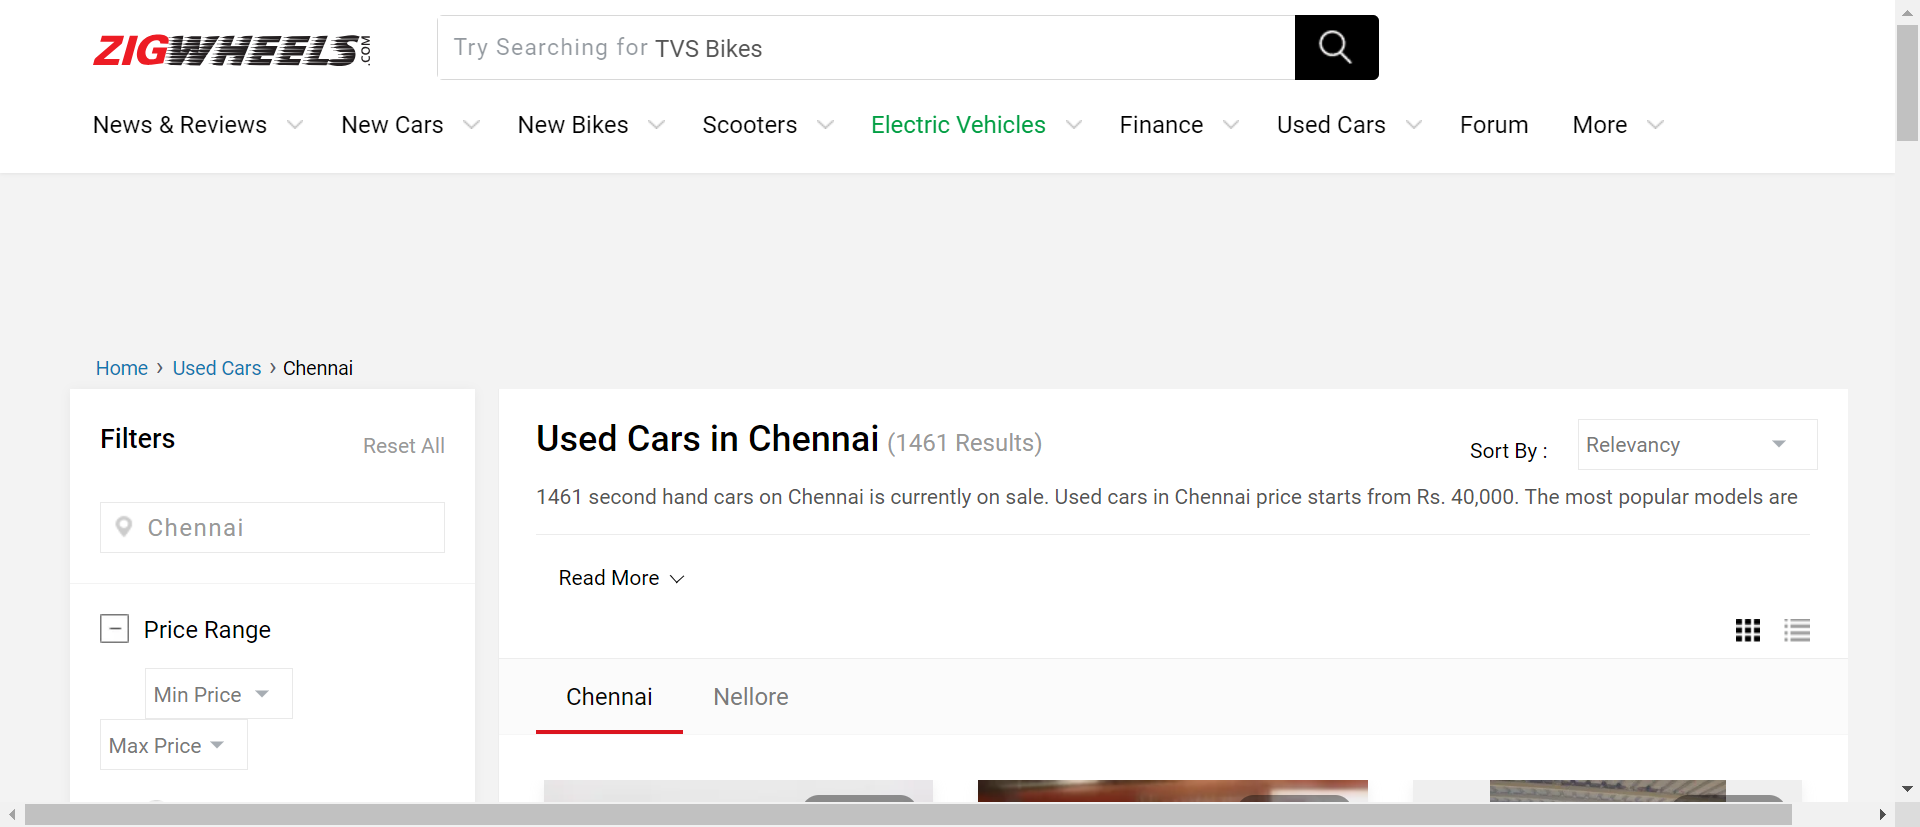 ZIGWHEELS.COM
Try Searching for TVS Bikes
News & Reviews New Cars New Bikes Scooters Electric Vehicles Finance Used Cars Forum More
Home › Used Cars › Chennai
Filters
Reset All
Chennai
Price Range
Min Price
Max Price
Used Cars in Chennai (1461 Results)
Sort By :
Relevancy
1461 second hand cars on Chennai is currently on sale. Used cars in Chennai price starts from Rs. 40,000. The most popular models are
Read More
Chennai Nellore